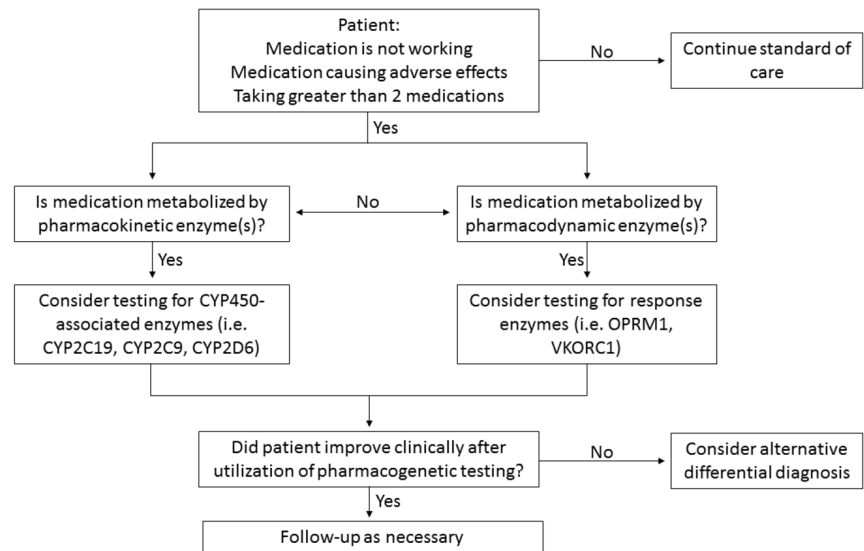 Patient:
Medication is not working
Medication causing adverse effects
Taking greater than 2 medications
No
Continue standard of
care
Yes
Is medication metabolized by
pharmacokinetic enzyme(s)?
No
Is medication metabolized by
pharmacodynamic enzyme(s)?
Yes
Yes
Consider testing for CYP450-
associated enzymes (i.e.
CYP2C19, CYP2C9, CYP2D6)
Consider testing for response
enzymes (i.e. OPRM1,
VKORC1)
Did patient improve clinically after
utilization of pharmacogenetic testing?
No
Consider alternative
differential diagnosis
Yes
Follow-up as necessary